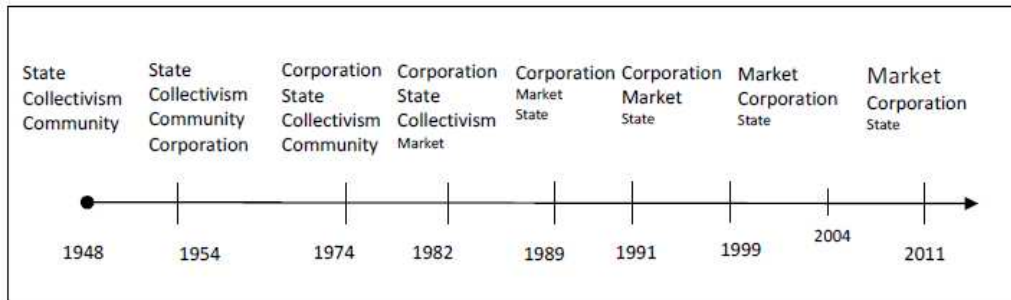 State
Collectivism
Community
State
Collectivism
Community
Corporation
Corporation
State
Collectivism
Community
Corporation
State
Collectivism
Market
Corporation
Market
State
Corporation
Market
State
Market
Corporation
State
Market
Corporation
State
1948
1954
1974
1982
1989
1991
1999
2004
2011